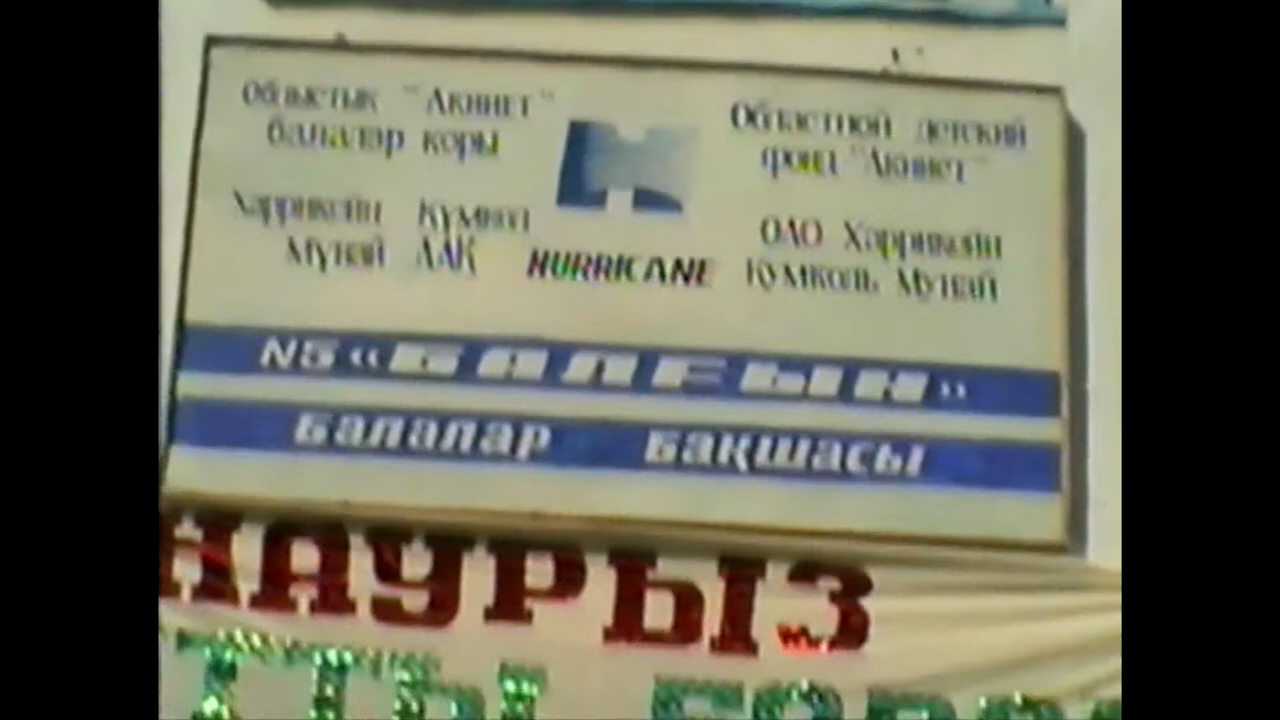 Облыстық "Ақниет"
балалар қоры
Областной детский
фонд "Акниет"
Харрикейн Құмкөл
Мұнай ААҚ
HURRICANE
ОАО Харрикейн
Кумколь Мунай
N5 «БАЛҒЫН»
Балалар бақшасы
НАУРЫЗ